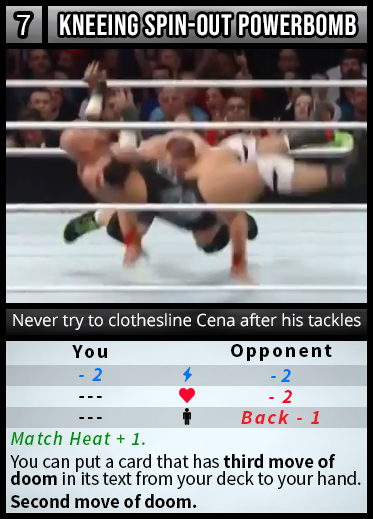 7 KNEEING SPIN-OUT POWERBOMB
Never try to clothesline Cena after his tackles
You Opponent
- 2 - 2
--- - 2
--- Back - 1
Match Heat + 1.
You can put a card that has third move of
doom in its text from your deck to your hand.
Second move of doom.